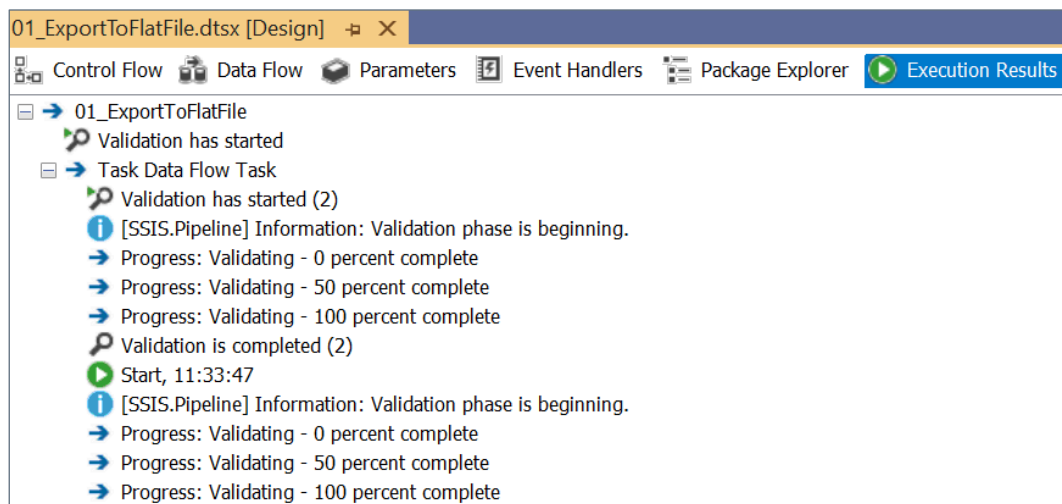 01_ExportToFlatFile.dtsx [Design]
Control Flow Data Flow Parameters Event Handlers Package Explorer Execution Results
01_ExportToFlatFile
Validation has started
Task Data Flow Task
Validation has started (2)
[SSIS.Pipeline] Information: Validation phase is beginning.
Progress: Validating - 0 percent complete
Progress: Validating - 50 percent complete
Progress: Validating - 100 percent complete
Validation is completed (2)
Start, 11:33:47
[SSIS.Pipeline] Information: Validation phase is beginning.
Progress: Validating - 0 percent complete
Progress: Validating - 50 percent complete
Progress: Validating - 100 percent complete